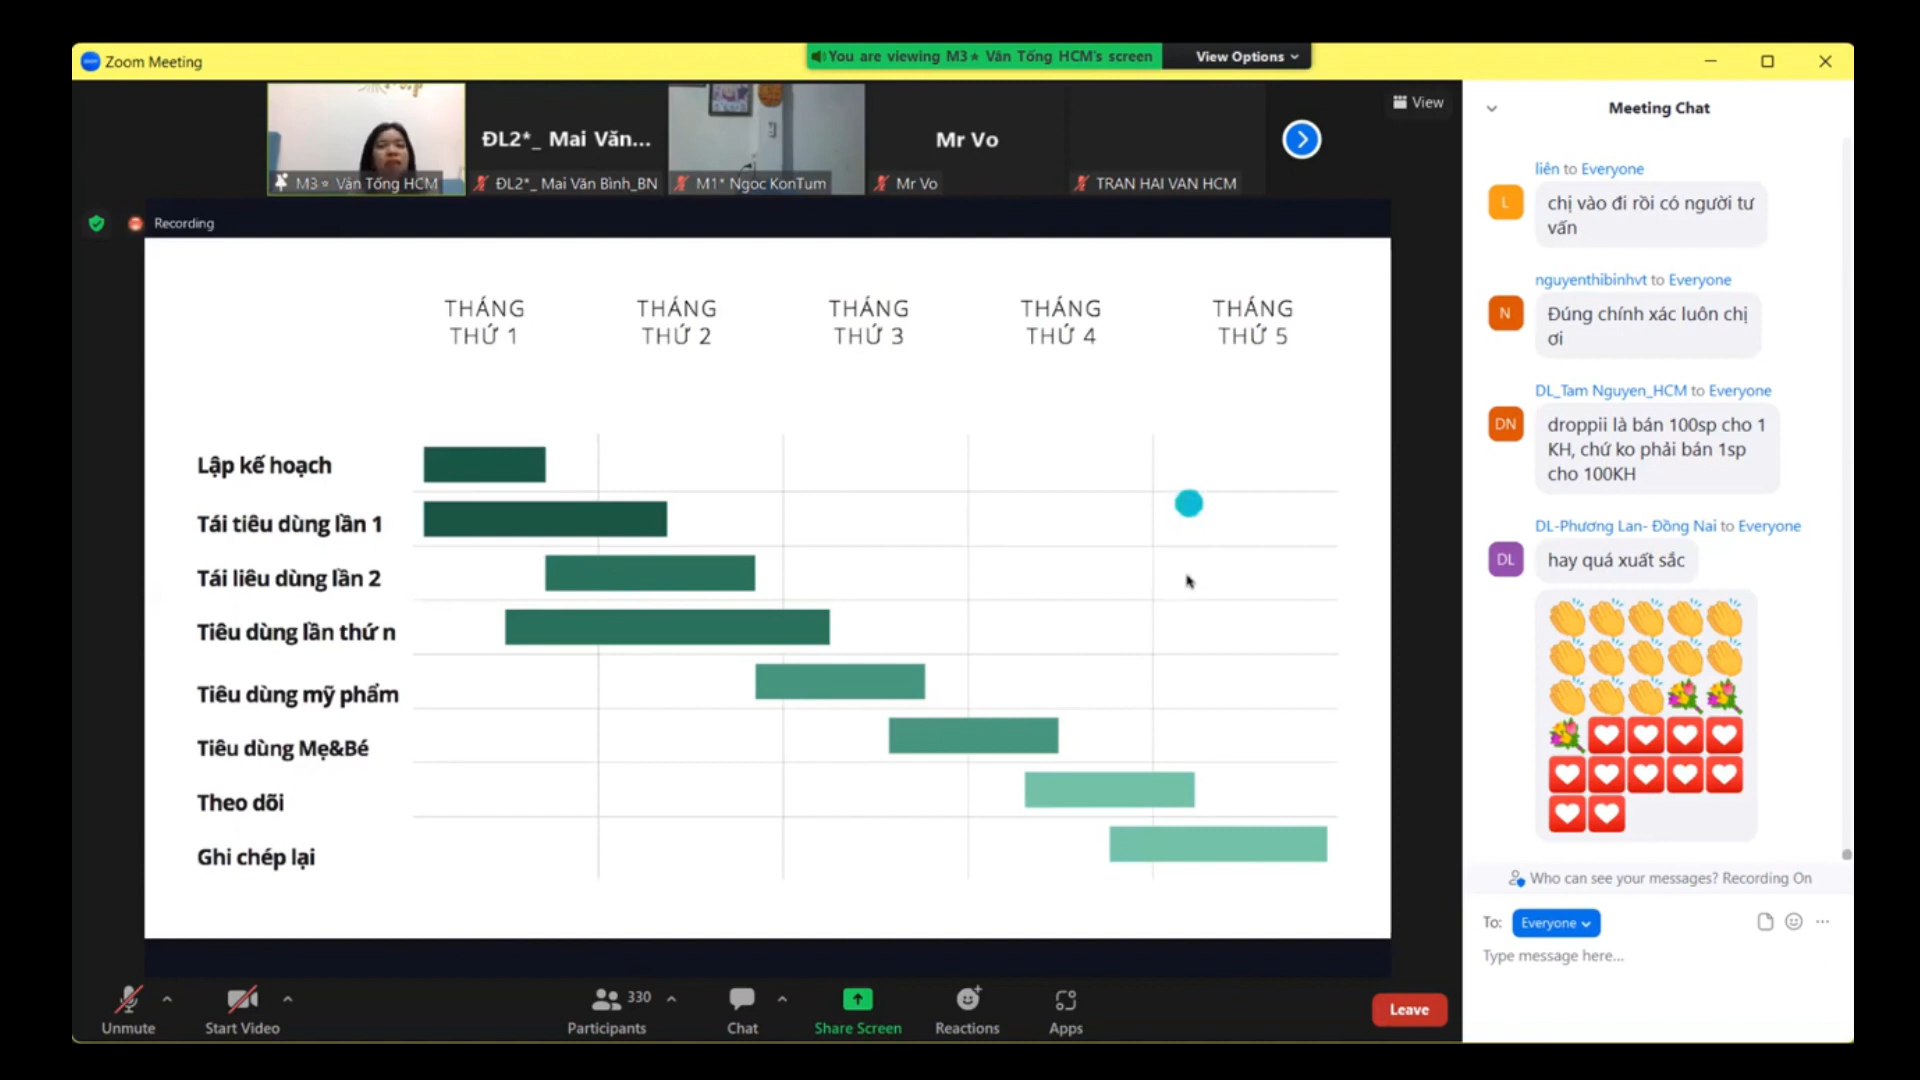 Zoom Meeting
You are viewing M3⭐ Vân Tống HCM's screen
View Options
ĐL2*_ Mai Văn...
Mr Vo
View
M3⭐ Vân Tống HCM
ĐL2*_ Mai Văn Bình_BN
M1* Ngoc KonTum
Mr Vo
TRAN HAI VAN HCM
Recording
THÁNG
THỨ 1
THÁNG
THỨ 2
THÁNG
THỨ 3
THÁNG
THỨ 4
THÁNG
THỨ 5
Lập kế hoạch
Tái tiêu dùng lần 1
Tái liêu dùng lần 2
Tiêu dùng lần thứ n
Tiêu dùng mỹ phẩm
Tiêu dùng Mẹ&Bé
Theo dõi
Ghi chép lại
Unmute
Start Video
330
Participants
Chat
Share Screen
Reactions
Apps
Leave
Meeting Chat
liên to Everyone
L
chị vào đi rồi có người tư
vấn
nguyenthibinhvt to Everyone
N
Đúng chính xác luôn chị
ơi
DL_Tam Nguyen_HCM to Everyone
DN
droppii là bán 100sp cho 1
KH, chứ ko phải bán 1sp
cho 100KH
DL-Phương Lan- Đồng Nai to Everyone
DL
hay quá xuất sắc
Who can see your messages? Recording On
To: Everyone
Type message here...